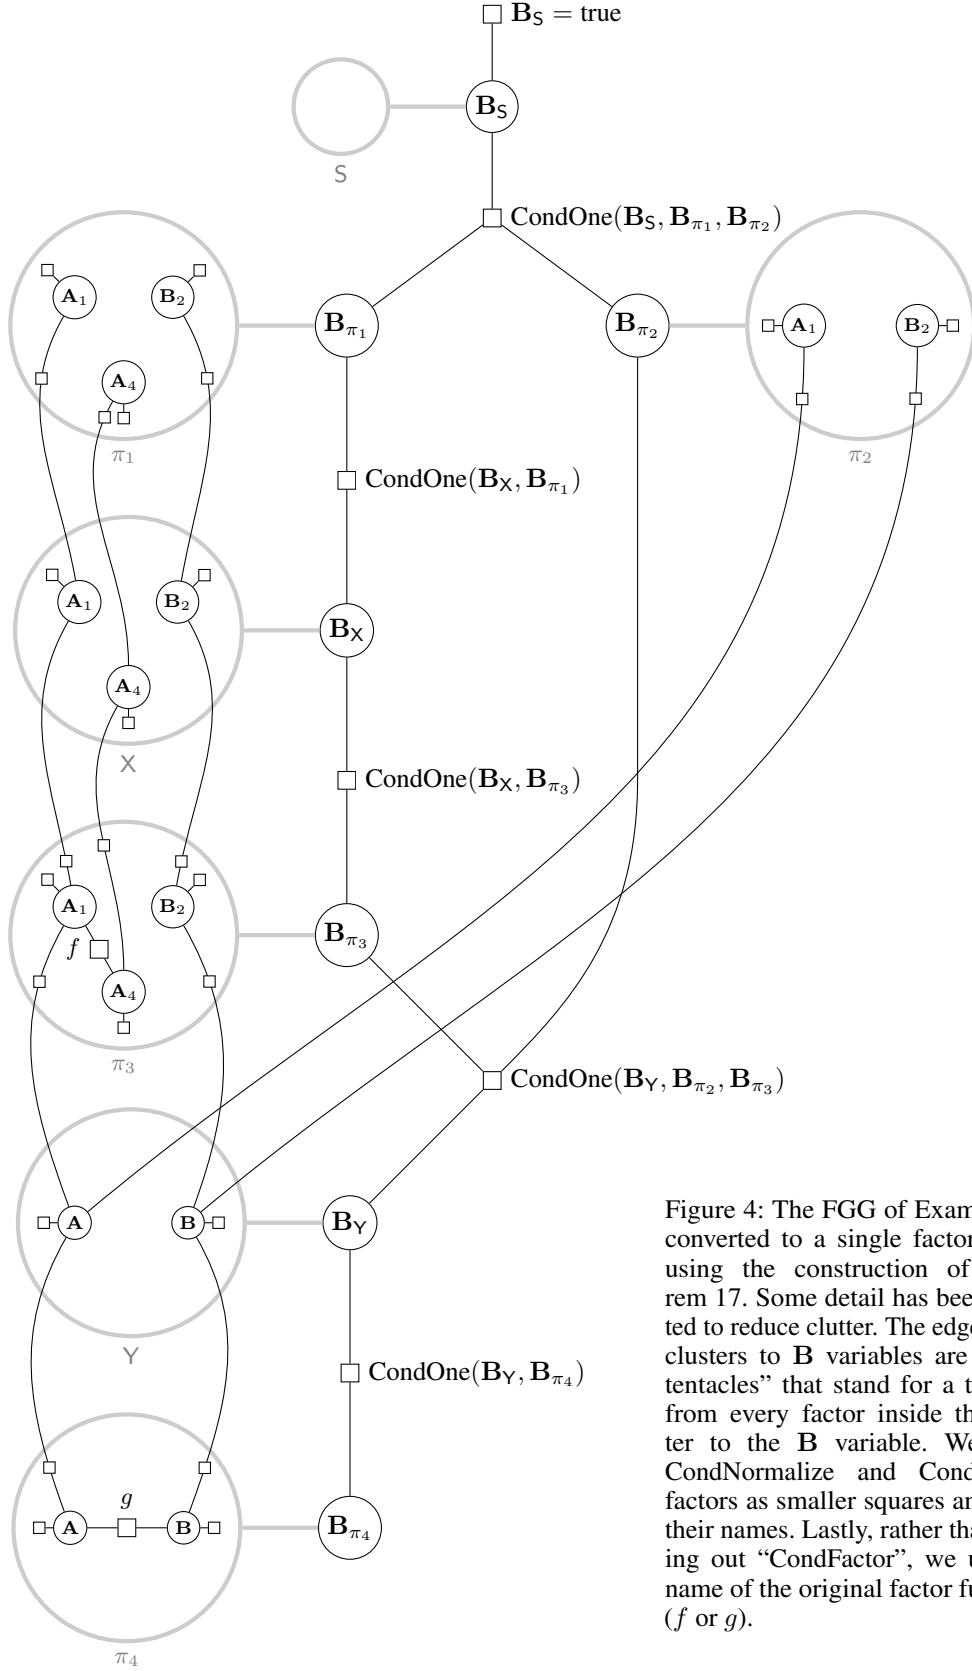 B_S = true
B_S
S
CondOne(B_S, B_π1, B_π2)
A_1 B_2
B_π1 B_π2
A_1 B_2
A_4
π_1 π_2
CondOne(B_X, B_π1)
A_1 B_2
B_X
A_4
X
CondOne(B_X, B_π3)
A_1 B_2
B_π3
f
A_4
π_3
CondOne(B_Y, B_π2, B_π3)
A B B_Y
Y
CondOne(B_Y, B_π4)
g
A B B_π4
π_4
Figure 4: The FGG of Exam
converted to a single factor
using the construction of
rem 17. Some detail has been
ted to reduce clutter. The edge
clusters to B variables are
tentacles” that stand for a t
from every factor inside th
ter to the B variable. We
CondNormalize and Cond
factors as smaller squares an
their names. Lastly, rather tha
ing out “CondFactor”, we u
name of the original factor fu
(f or g).